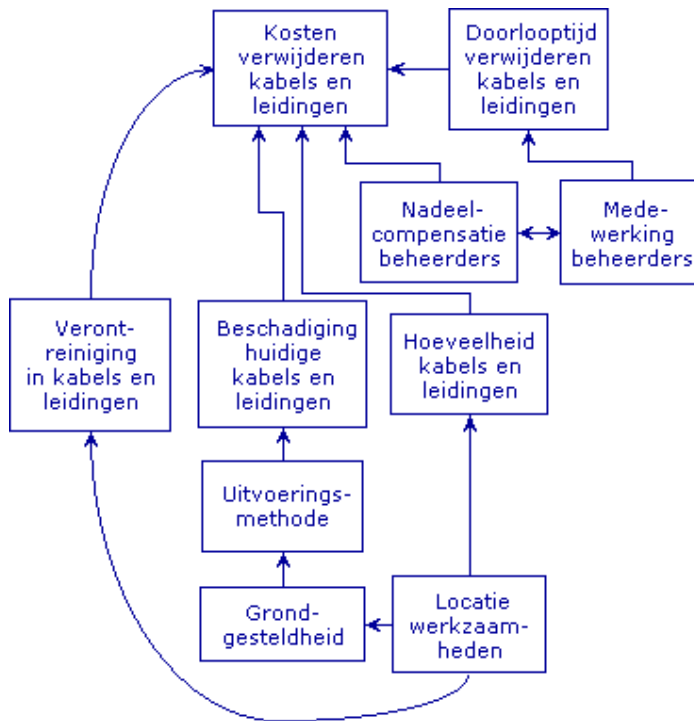 Kosten
verwijderen
kabels en
leidingen
Doorlooptijd
verwijderen
kabels en
leidingen
Nadeel-
compensatie
beheerders
Mede-
werking
beheerders
Veront-
reiniging
in kabels en
leidingen
Beschadiging
huidige
kabels en
leidingen
Hoeveelheid
kabels en
leidingen
Uitvoerings-
methode
Grond-
gesteldheid
Locatie
werkzaam-
heden